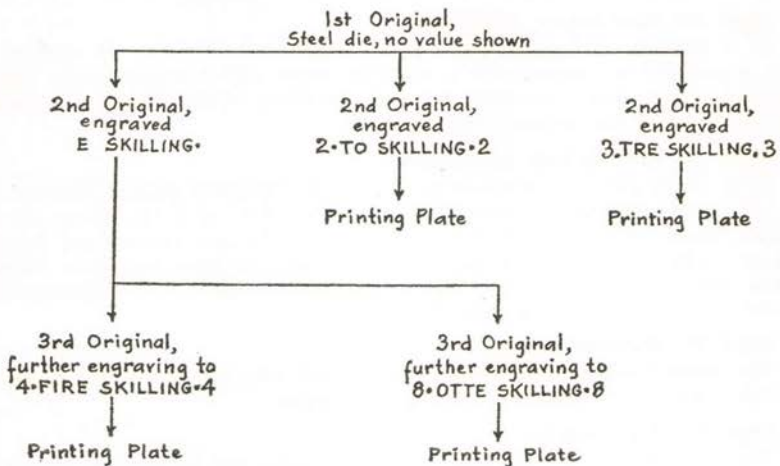 1st Original,
Steel die, no value shown
2nd Original,
engraved
E SKILLING.
2nd Original,
engraved
2•TO SKILLING•2
2nd Original,
engraved
3.TRE SKILLING.3
Printing Plate
Printing Plate
3rd Original,
further engraving to
4•FIRE SKILLING•4
3rd Original,
further engraving to
8•OTTE SKILLING•8
Printing Plate
Printing Plate